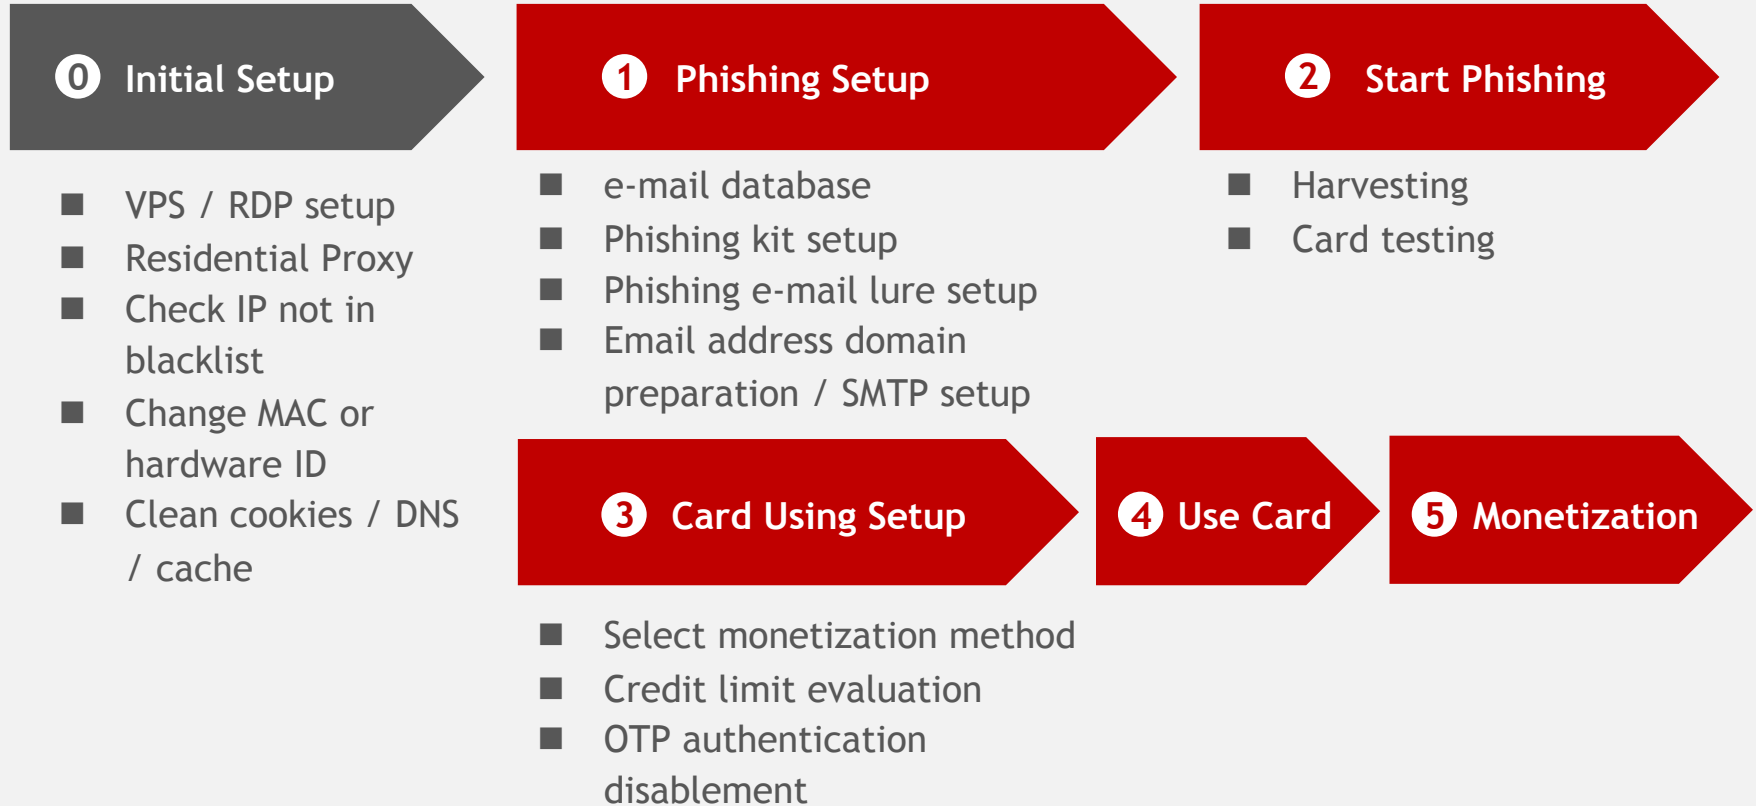 0 Initial Setup
VPS / RDP setup
Residential Proxy
Check IP not in
blacklist
Change MAC or
hardware ID
Clean cookies / DNS
/ cache
1 Phishing Setup
e-mail database
Phishing kit setup
Phishing e-mail lure setup
Email address domain
preparation / SMTP setup
2 Start Phishing
Harvesting
Card testing
3 Card Using Setup
Select monetization method
Credit limit evaluation
OTP authentication
disablement
4 Use Card
5 Monetization